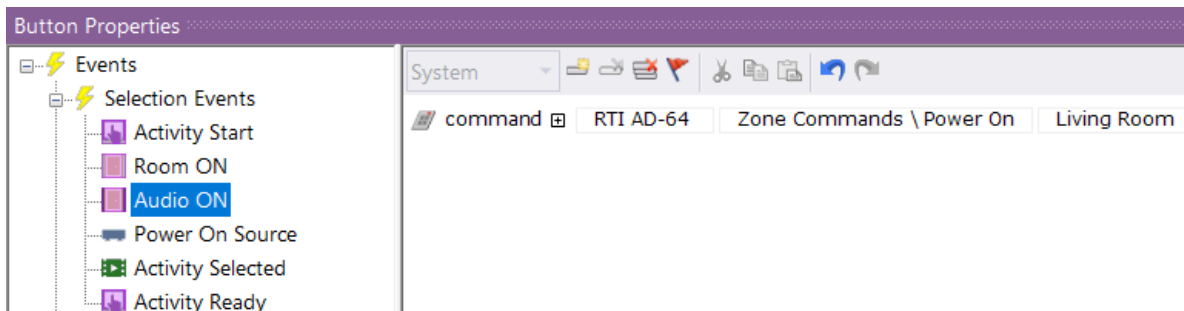 Button Properties
Events
Selection Events
Activity Start
Room ON
Audio ON
Power On Source
Activity Selected
Activity Ready
System
command RTI AD-64 Zone Commands \ Power On Living Room